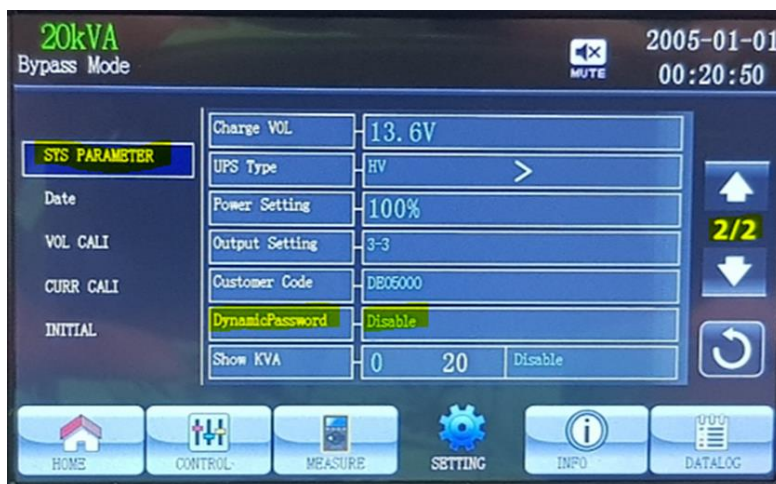 20kVA
Bypass Mode
MUTE
2005-01-01
00:20:50
SYS PARAMETER
Date
VOL CALI
CURR CALI
INITIAL
Charge VOL 13.6V
UPS Type HV >
Power Setting 100%
Output Setting 3-3
Customer Code DE05000
DynamicPassword Disable
Show KVA 0 20 Disable
2/2
HOME CONTROL MEASURE SETTING INFO DATALOG